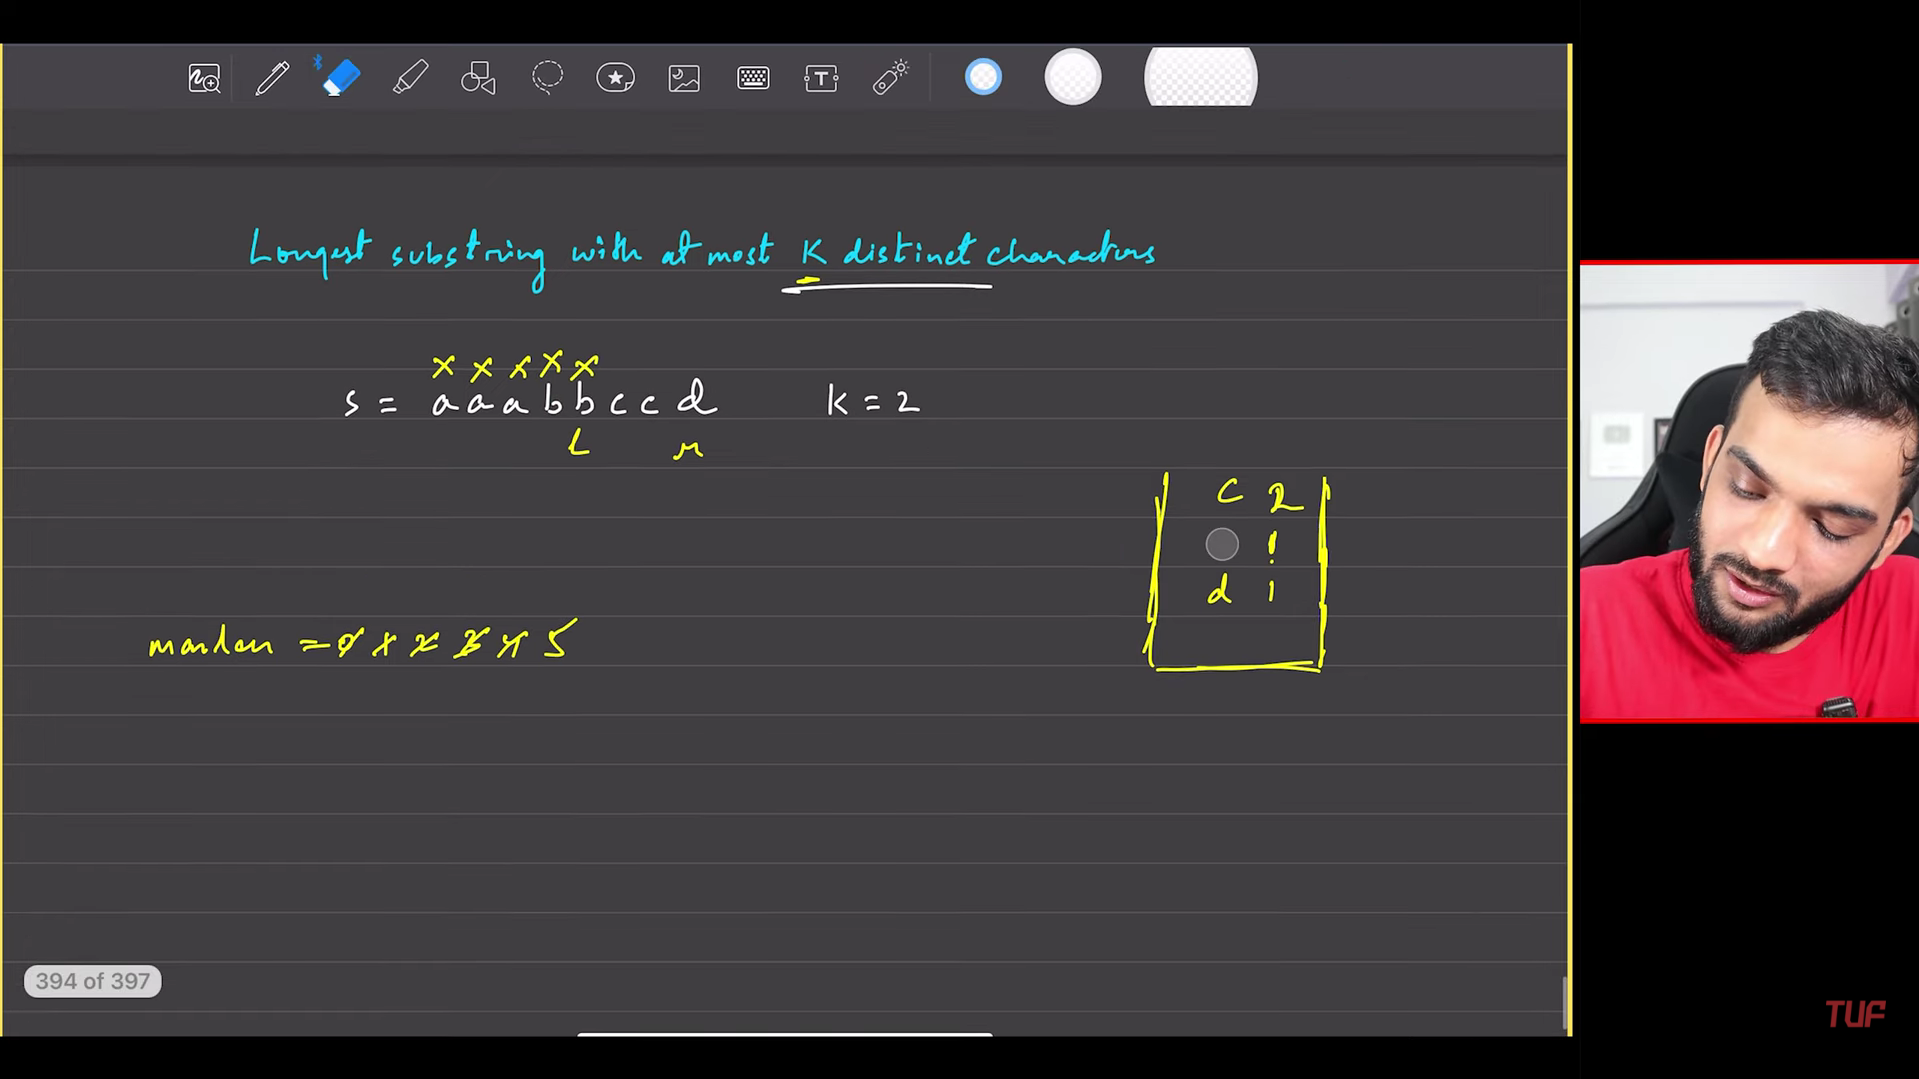 Longest substring with at most K distinct characters
x x x x x
s = a a a b b c c d    k = 2
l    r
c 2
1
d 1
maxlen = 0 1 2 3 4 5
394 of 397
TUF